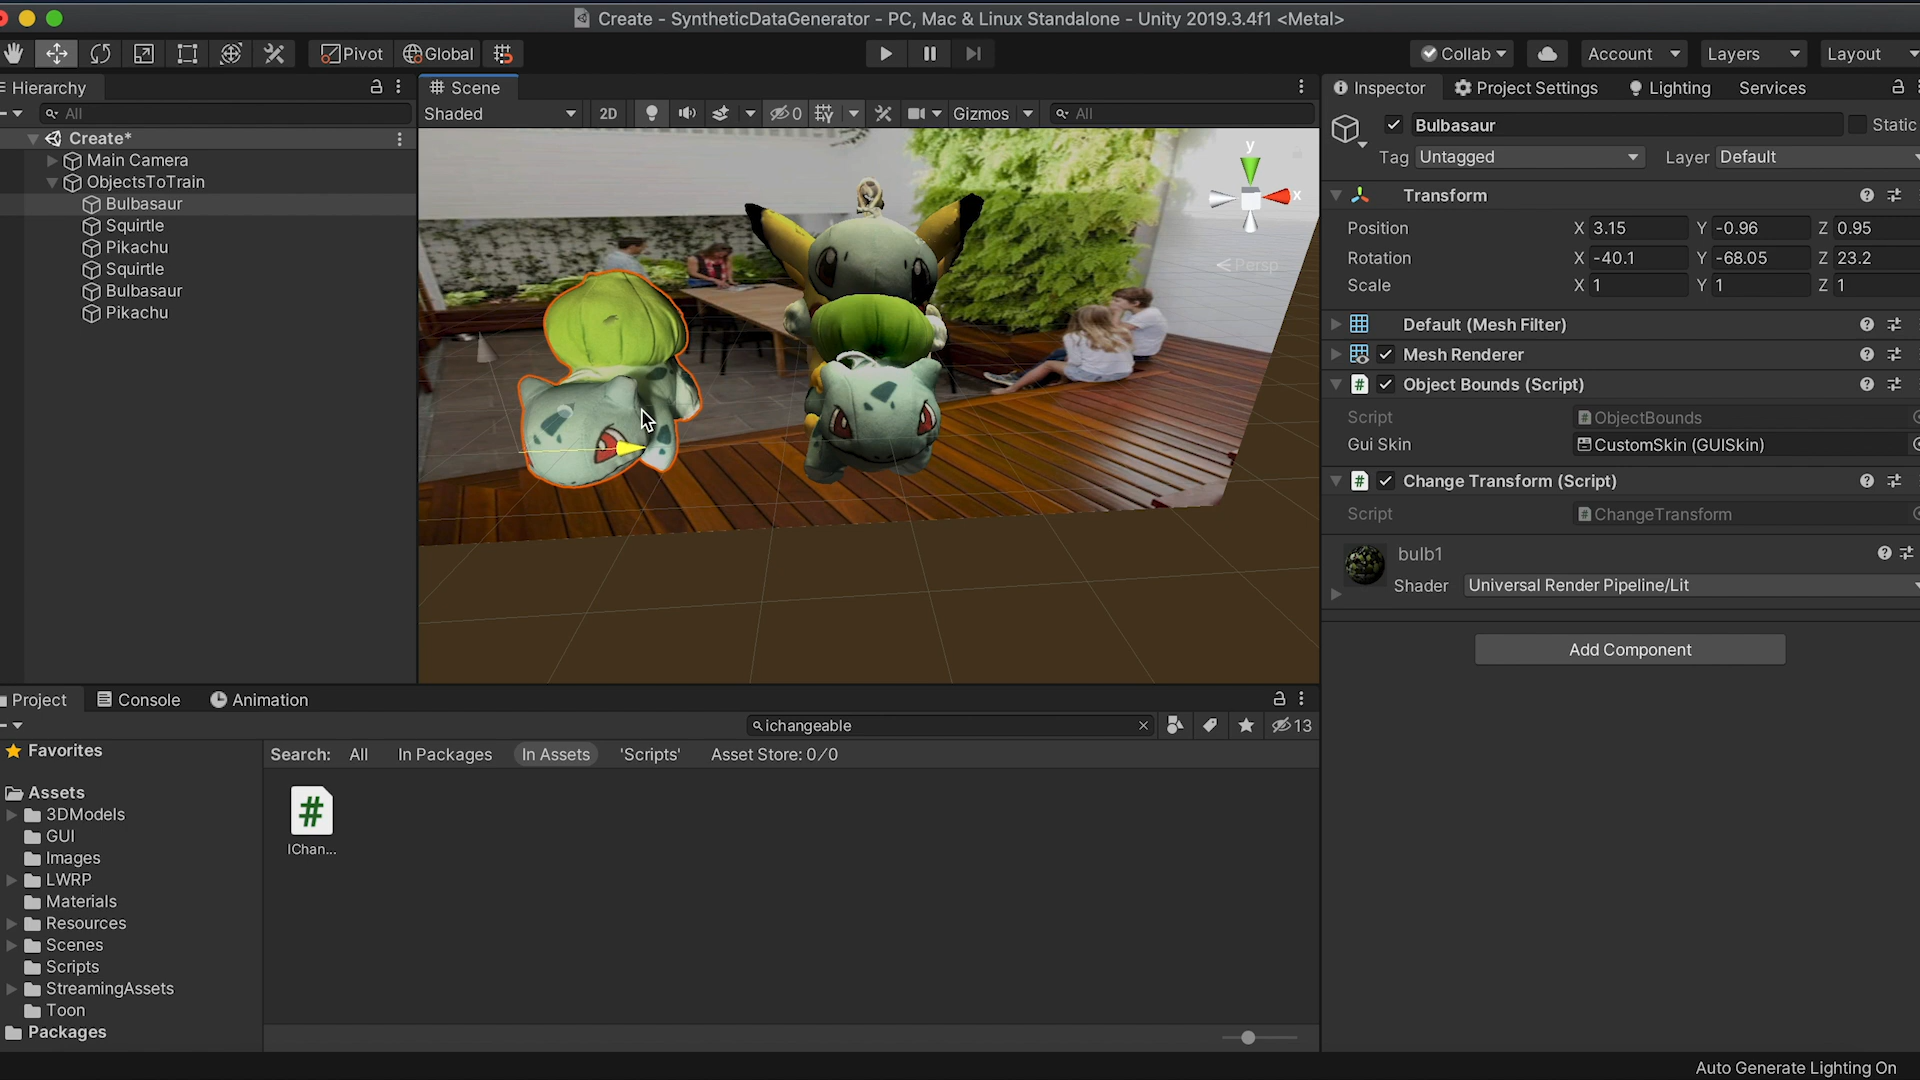 Create - SyntheticDataGenerator - PC, Mac & Linux Standalone - Unity 2019.3.4f1 <Metal>
Pivot Global Collab Account Layers Layout
Hierarchy
All
Create*
Main Camera
ObjectsToTrain
Bulbasaur
Squirtle
Pikachu
Squirtle
Bulbasaur
Pikachu
Scene
Shaded 2D 0 Gizmos All
y
x
Persp
Inspector Project Settings Lighting Services
Bulbasaur Static
Tag Untagged Layer Default
Transform
Position X 3.15 Y -0.96 Z 0.95
Rotation X -40.1 Y -68.05 Z 23.2
Scale X 1 Y 1 Z 1
Default (Mesh Filter)
Mesh Renderer
# Object Bounds (Script)
Script # ObjectBounds
Gui Skin CustomSkin (GUISkin)
# Change Transform (Script)
Script # ChangeTransform
bulb1
Shader Universal Render Pipeline/Lit
Add Component
Project Console Animation
ichangeable 13
Favorites
Assets
3DModels
GUI
Images
LWRP
Materials
Resources
Scenes
Scripts
StreamingAssets
Toon
Packages
Search: All In Packages In Assets 'Scripts' Asset Store: 0/0
#
IChan...
Auto Generate Lighting On